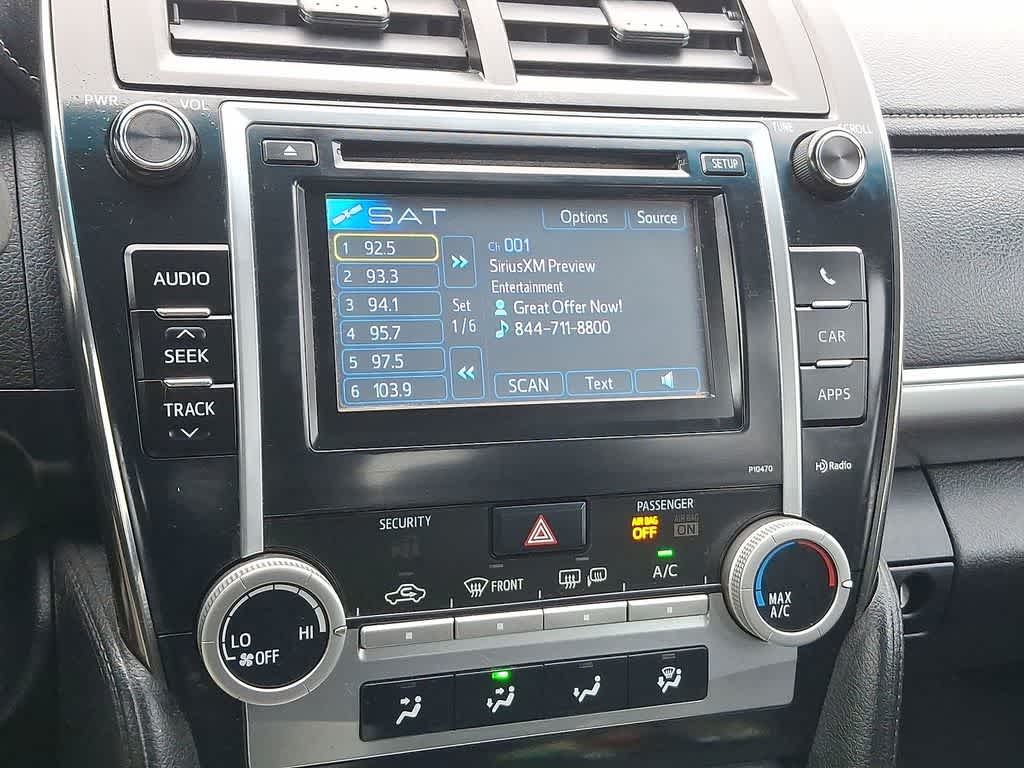 PWR VOL
TUNE SCROLL
SETUP
SAT
Options
Source
1 92.5
2 93.3
3 94.1
4 95.7
5 97.5
6 103.9
Set
1/6
Ch 001
SiriusXM Preview
Entertainment
Great Offer Now!
844-711-8800
SCAN
Text
AUDIO
SEEK
TRACK
CAR
APPS
P10470
HD Radio
SECURITY
PASSENGER
AIR BAG
OFF
AIR BAG
ON
FRONT
A/C
LO
HI
OFF
MAX
A/C